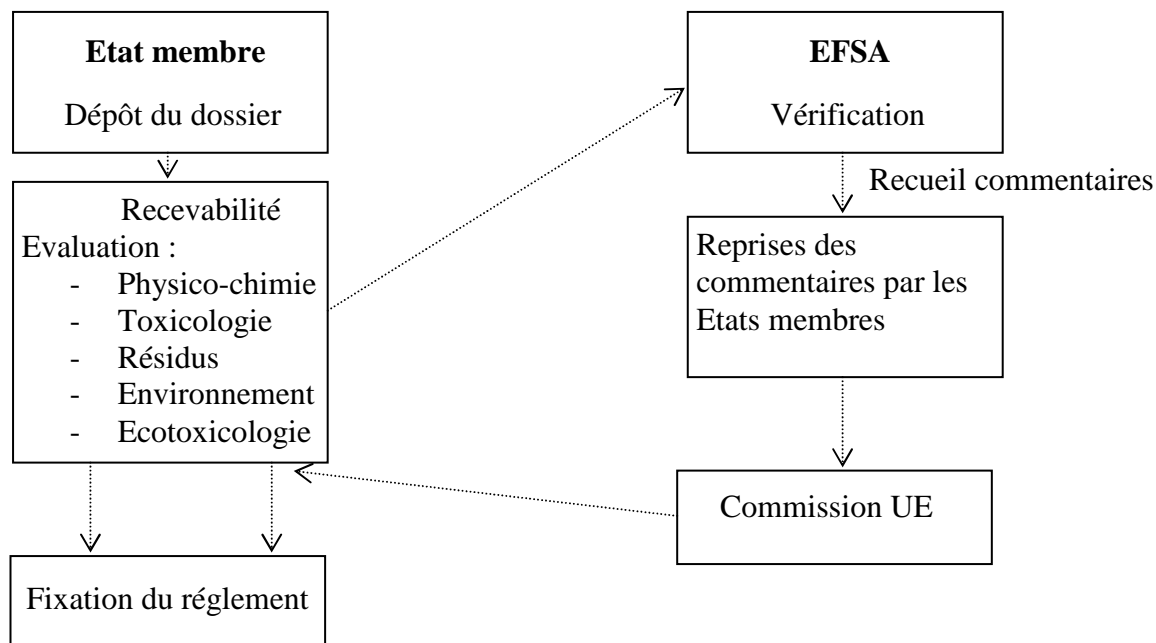 Etat membre
Dépôt du dossier
Recevabilité
Evaluation :
- Physico-chimie
- Toxicologie
- Résidus
- Environnement
- Ecotoxicologie
Fixation du réglement
EFSA
Vérification
Recueil commentaires
Reprises des
commentaires par les
Etats membres
Commission UE